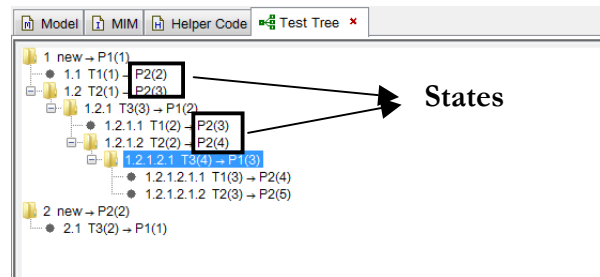 Model MIM Helper Code Test Tree ×
1 new → P1(1)
1.1 T1(1) → P2(2)
1.2 T2(1) → P2(3)
1.2.1 T3(3) → P1(2)
1.2.1.1 T1(2) → P2(3)
1.2.1.2 T2(2) → P2(4)
1.2.1.2.1 T3(4) → P1(3)
1.2.1.2.1.1 T1(3) → P2(4)
1.2.1.2.1.2 T2(3) → P2(5)
2 new → P2(2)
2.1 T3(2) → P1(1)
States